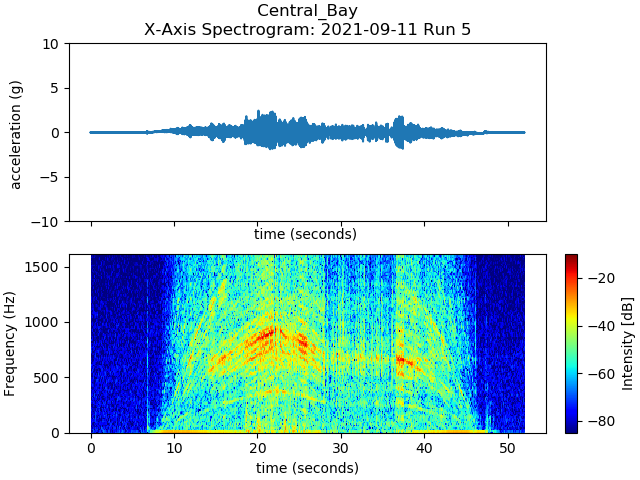 Central_Bay
X-Axis Spectrogram: 2021-09-11 Run 5
10
5
0
−5
−10
acceleration (g)
time (seconds)
1500
1000
500
0
Frequency (Hz)
0 10 20 30 40 50
time (seconds)
−20
−40
−60
−80
Intensity [dB]